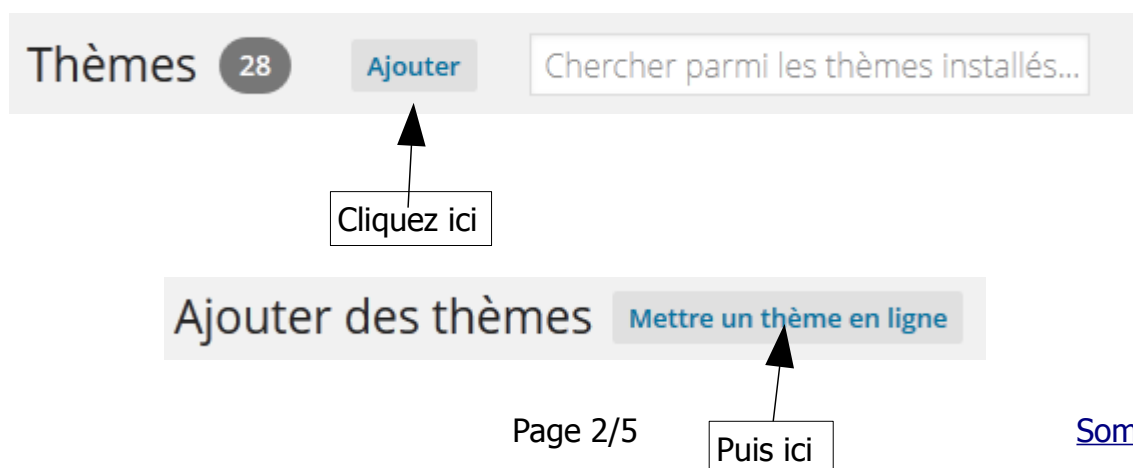 Thèmes 28 Ajouter Chercher parmi les thèmes installés...
Cliquez ici
Ajouter des thèmes Mettre un thème en ligne
Page 2/5
Puis ici